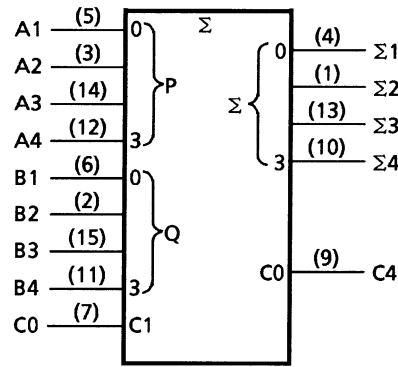 Σ
A1 (5) 0
A2 (3)
A3 (14)
A4 (12) 3
P
B1 (6) 0
B2 (2)
B3 (15)
B4 (11) 3
Q
C0 (7) C1
Σ
0 (4) Σ1
(1) Σ2
(13) Σ3
3 (10) Σ4
C0 (9) C4